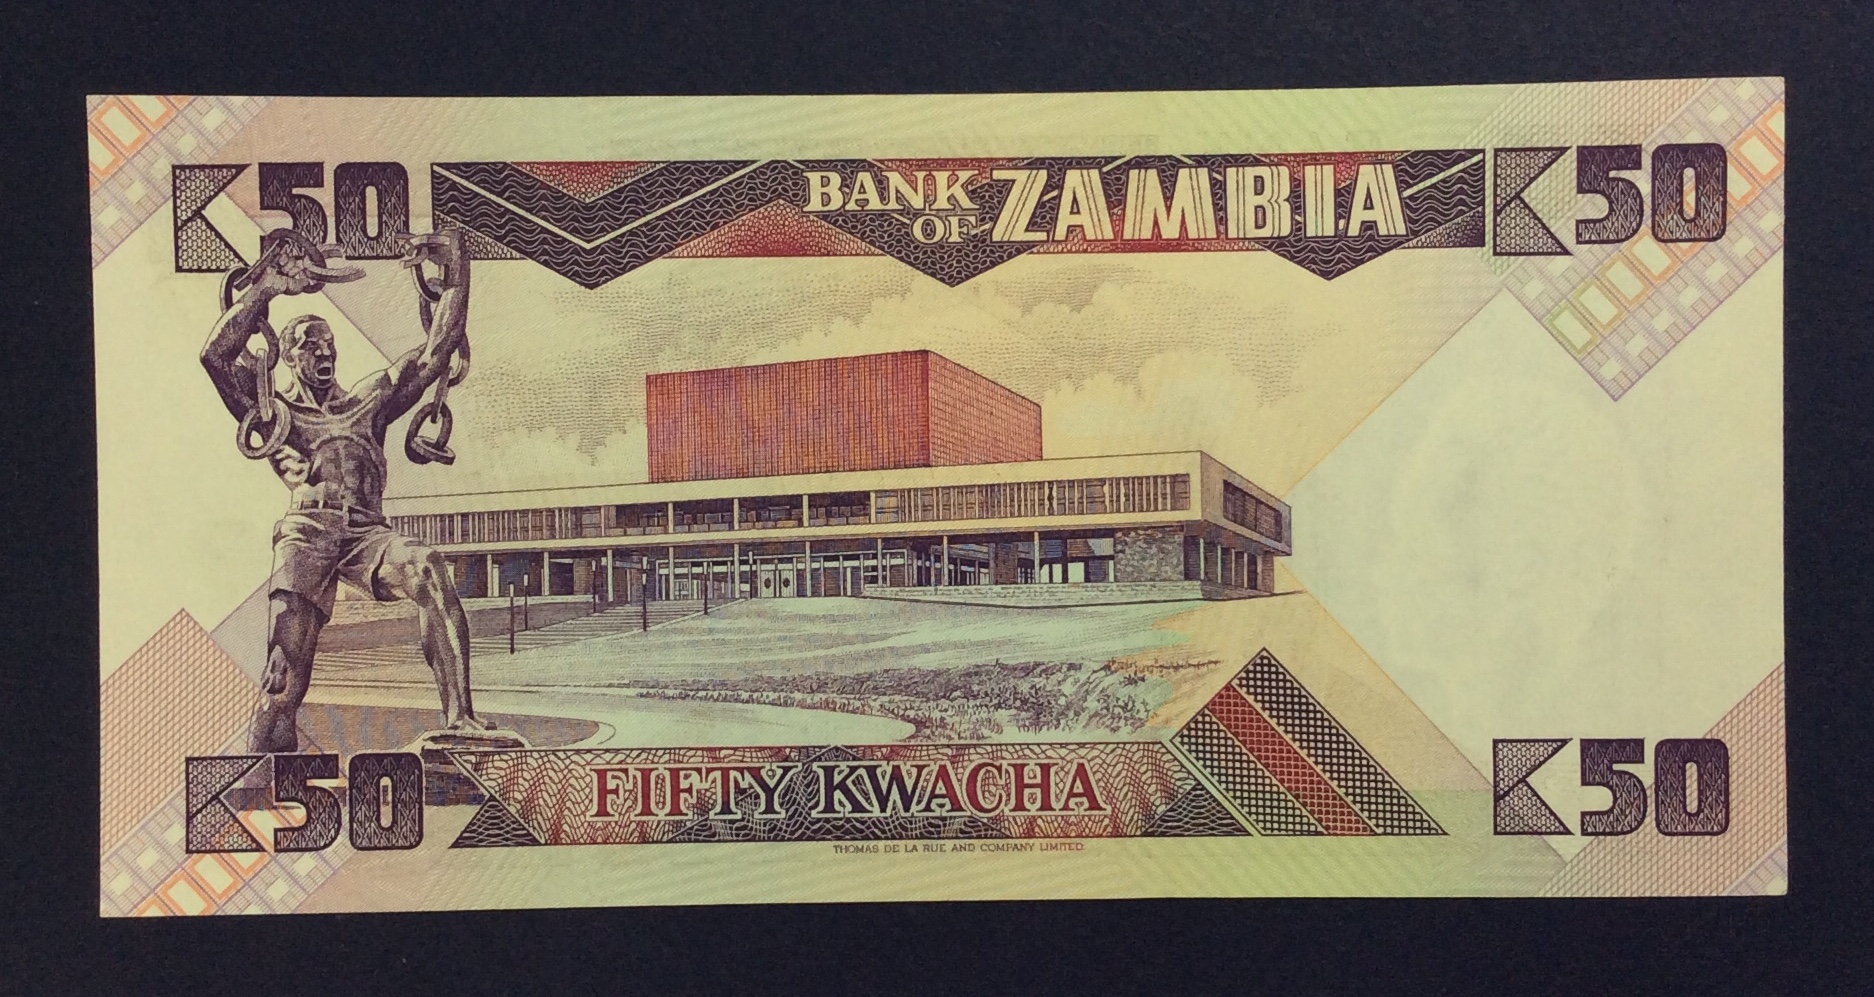 K50
BANK OF ZAMBIA
K50
K50
FIFTY KWACHA
K50
THOMAS DE LA RUE AND COMPANY LIMITED.